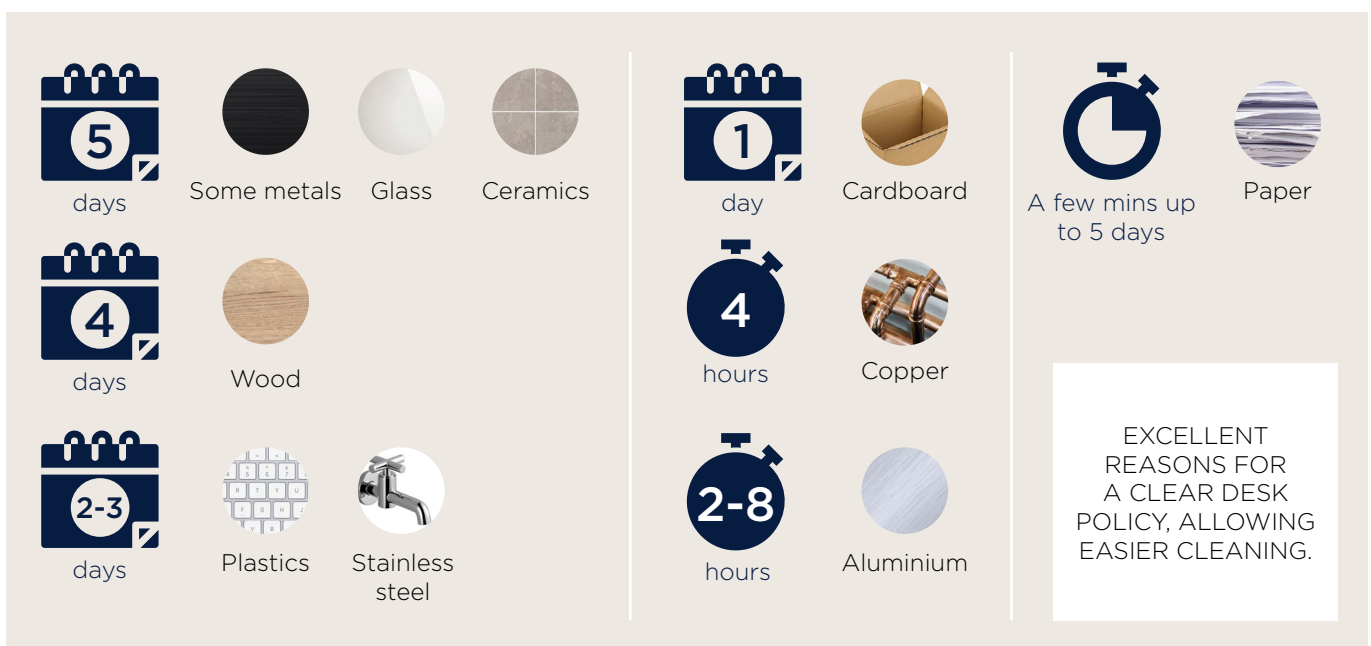 5
days
Some metals
Glass
Ceramics
4
days
Wood
2-3
days
Plastics
Stainless
steel
1
day
Cardboard
4
hours
Copper
2-8
hours
Aluminium
A few mins up
to 5 days
Paper
EXCELLENT
REASONS FOR
A CLEAR DESK
POLICY, ALLOWING
EASIER CLEANING.